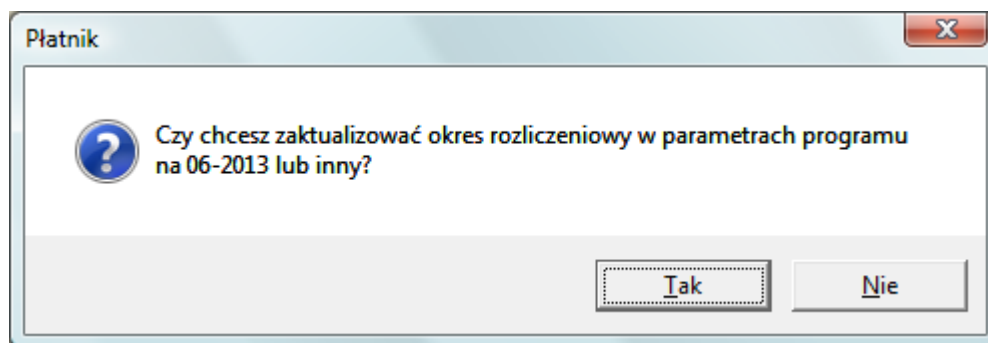 Płatnik
Czy chcesz zaktualizować okres rozliczeniowy w parametrach programu
na 06-2013 lub inny?
Tak
Nie